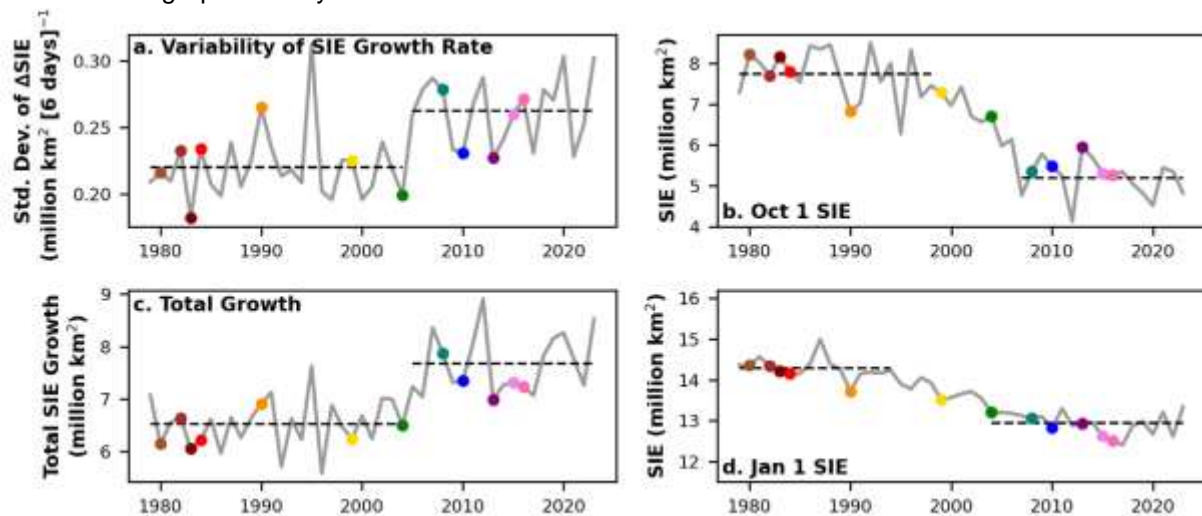 a. Variability of SIE Growth Rate
Std. Dev. of ΔSIE
(million km² [6 days]⁻¹
0.30
0.25
0.20
1980 1990 2000 2010 2020
b. Oct 1 SIE
SIE (million km²)
8
7
6
5
4
1980 1990 2000 2010 2020
c. Total Growth
Total SIE Growth
(million km²)
9
8
7
6
1980 1990 2000 2010 2020
d. Jan 1 SIE
SIE (million km²)
16
15
14
13
12
1980 1990 2000 2010 2020